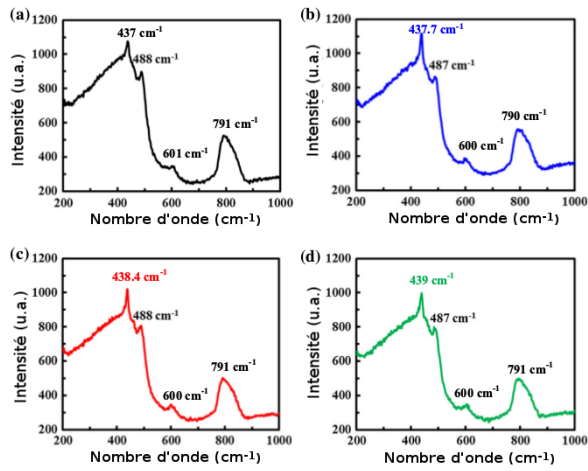 (a)
1200
1000
800
600
400
200
200
400
600
800
1000
Intensité (u.a.)
Nombre d'onde (cm-1)
437 cm-1
488 cm-1
601 cm-1
791 cm-1
(b)
1200
1000
800
600
400
200
200
400
600
800
1000
Intensité (u.a.)
Nombre d'onde (cm-1)
437.7 cm-1
487 cm-1
600 cm-1
790 cm-1
(c)
1200
1000
800
600
400
200
200
400
600
800
1000
Intensité (u.a.)
Nombre d'onde (cm-1)
438.4 cm-1
488 cm-1
600 cm-1
791 cm-1
(d)
1200
1000
800
600
400
200
200
400
600
800
1000
Intensité (u.a.)
Nombre d'onde (cm-1)
439 cm-1
487 cm-1
600 cm-1
791 cm-1